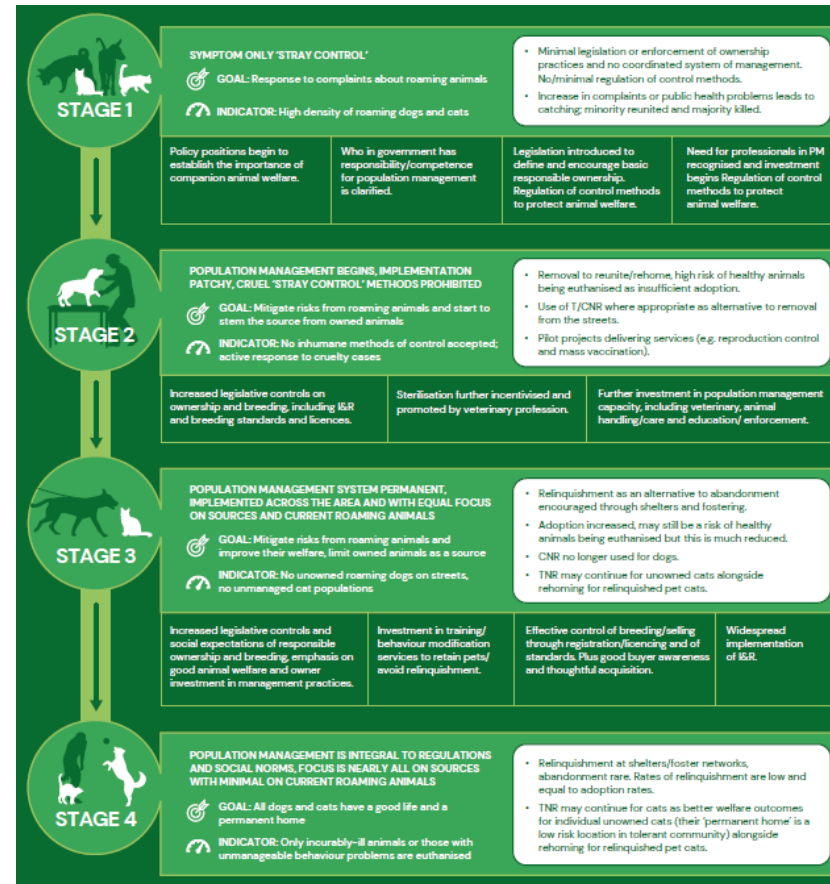 STAGE 1
SYMPTOM ONLY 'STRAY CONTROL'
GOAL: Response to complaints about roaming animals
INDICATOR: High density of roaming dogs and cats
• Minimal legislation or enforcement of ownership
practices and no coordinated system of management.
No/minimal regulation of control methods.
• Increase in complaints or public health problems leads to
catching; minority reunited and majority killed.
Policy positions begin to
establish the importance of
companion animal welfare.
Who in government has
responsibility/competence
for population management
is clarified.
Legislation introduced to
define and encourage basic
responsible ownership.
Regulation of control methods
to protect animal welfare.
Need for professionals in PM
recognised and investment
begins Regulation of control
methods to protect
animal welfare.
STAGE 2
POPULATION MANAGEMENT BEGINS, IMPLEMENTATION
PATCHY, CRUEL 'STRAY CONTROL' METHODS PROHIBITED
GOAL: Mitigate risks from roaming animals and start to
stem the source from owned animals
INDICATOR: No inhumane methods of control accepted;
active response to cruelty cases
• Removal to reunite/rehome, high risk of healthy animals
being euthanised as insufficient adoption.
• Use of T/CNR where appropriate as alternative to removal
from the streets.
• Pilot projects delivering services (e.g. reproduction control
and mass vaccination).
Increased legislative controls on
ownership and breeding, including I&R
and breeding standards and licences.
Sterilisation further incentivised and
promoted by veterinary profession.
Further investment in population management
capacity, including veterinary, animal
handling/care and education/ enforcement.
STAGE 3
POPULATION MANAGEMENT SYSTEM PERMANENT,
IMPLEMENTED ACROSS THE AREA AND WITH EQUAL FOCUS
ON SOURCES AND CURRENT ROAMING ANIMALS
GOAL: Mitigate risks from roaming animals and
improve their welfare, limit owned animals as a source
INDICATOR: No unowned roaming dogs on streets,
no unmanaged cat populations
• Relinquishment as an alternative to abandonment
encouraged through shelters and fostering.
• Adoption increased, may still be a risk of healthy
animals being euthanised but this is much reduced.
• CNR no longer used for dogs.
• TNR may continue for unowned cats alongside
rehoming for relinquished pet cats.
Increased legislative controls and
social expectations of responsible
ownership and breeding, emphasis on
good animal welfare and owner
investment in management practices.
Investment in training/
behaviour modification
services to retain pets/
avoid relinquishment.
Effective control of breeding/selling
through registration/licencing and of
standards. Plus good buyer awareness
and thoughtful acquisition.
Widespread
implementation
of I&R.
STAGE 4
POPULATION MANAGEMENT IS INTEGRAL TO REGULATIONS
AND SOCIAL NORMS, FOCUS IS NEARLY ALL ON SOURCES
WITH MINIMAL ON CURRENT ROAMING ANIMALS
GOAL: All dogs and cats have a good life and a
permanent home
INDICATOR: Only incurably-ill animals or those with
unmanageable behaviour problems are euthanised
• Relinquishment at shelters/foster networks,
abandonment rare. Rates of relinquishment are low and
equal to adoption rates.
• TNR may continue for cats as better welfare outcomes
for individual unowned cats (their 'permanent home' is a
low risk location in tolerant community) alongside
rehoming for relinquished pet cats.